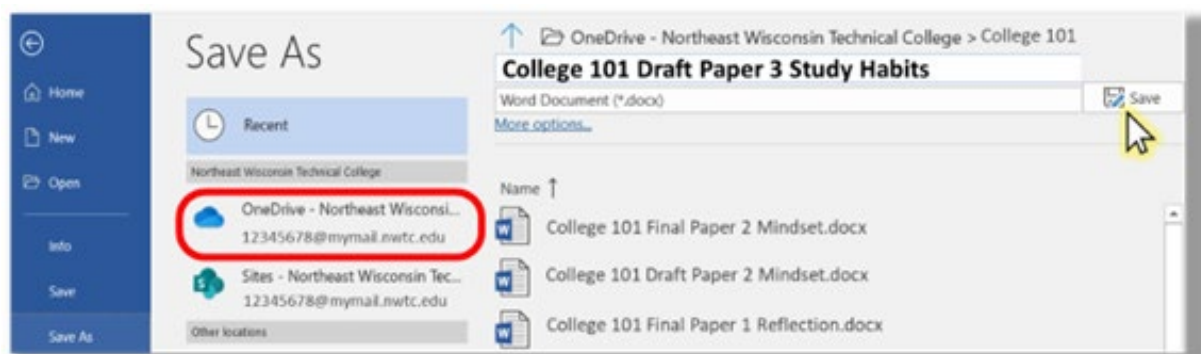 Home
New
Open
Info
Save
Save As
Save As
Recent
Northeast Wisconsin Technical College
OneDrive - Northeast Wisconsi...
12345678@mymail.nwtc.edu
Sites - Northeast Wisconsin Tec...
12345678@mymail.nwtc.edu
Other locations
OneDrive - Northeast Wisconsin Technical College > College 101
College 101 Draft Paper 3 Study Habits
Word Document (*.docx)
Save
More options...
Name ↑
College 101 Final Paper 2 Mindset.docx
College 101 Draft Paper 2 Mindset.docx
College 101 Final Paper 1 Reflection.docx